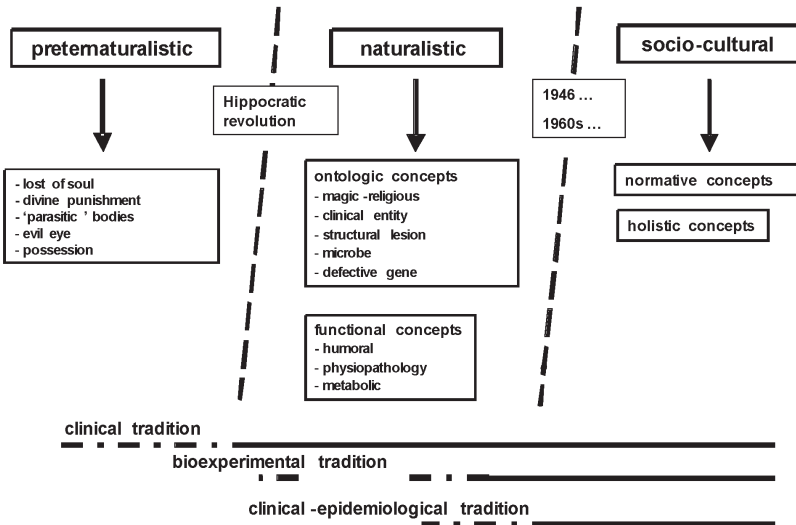 preternaturalistic
naturalistic
socio-cultural
Hippocratic
revolution
1946 ...
1960s ...
- lost of soul
- divine punishment
- ‘parasitic ’ bodies
- evil eye
- possession
ontologic concepts
- magic -religious
- clinical entity
- structural lesion
- microbe
- defective gene
normative concepts
holistic concepts
functional concepts
- humoral
- physiopathology
- metabolic
clinical tradition
bioexperimental tradition
clinical -epidemiological tradition